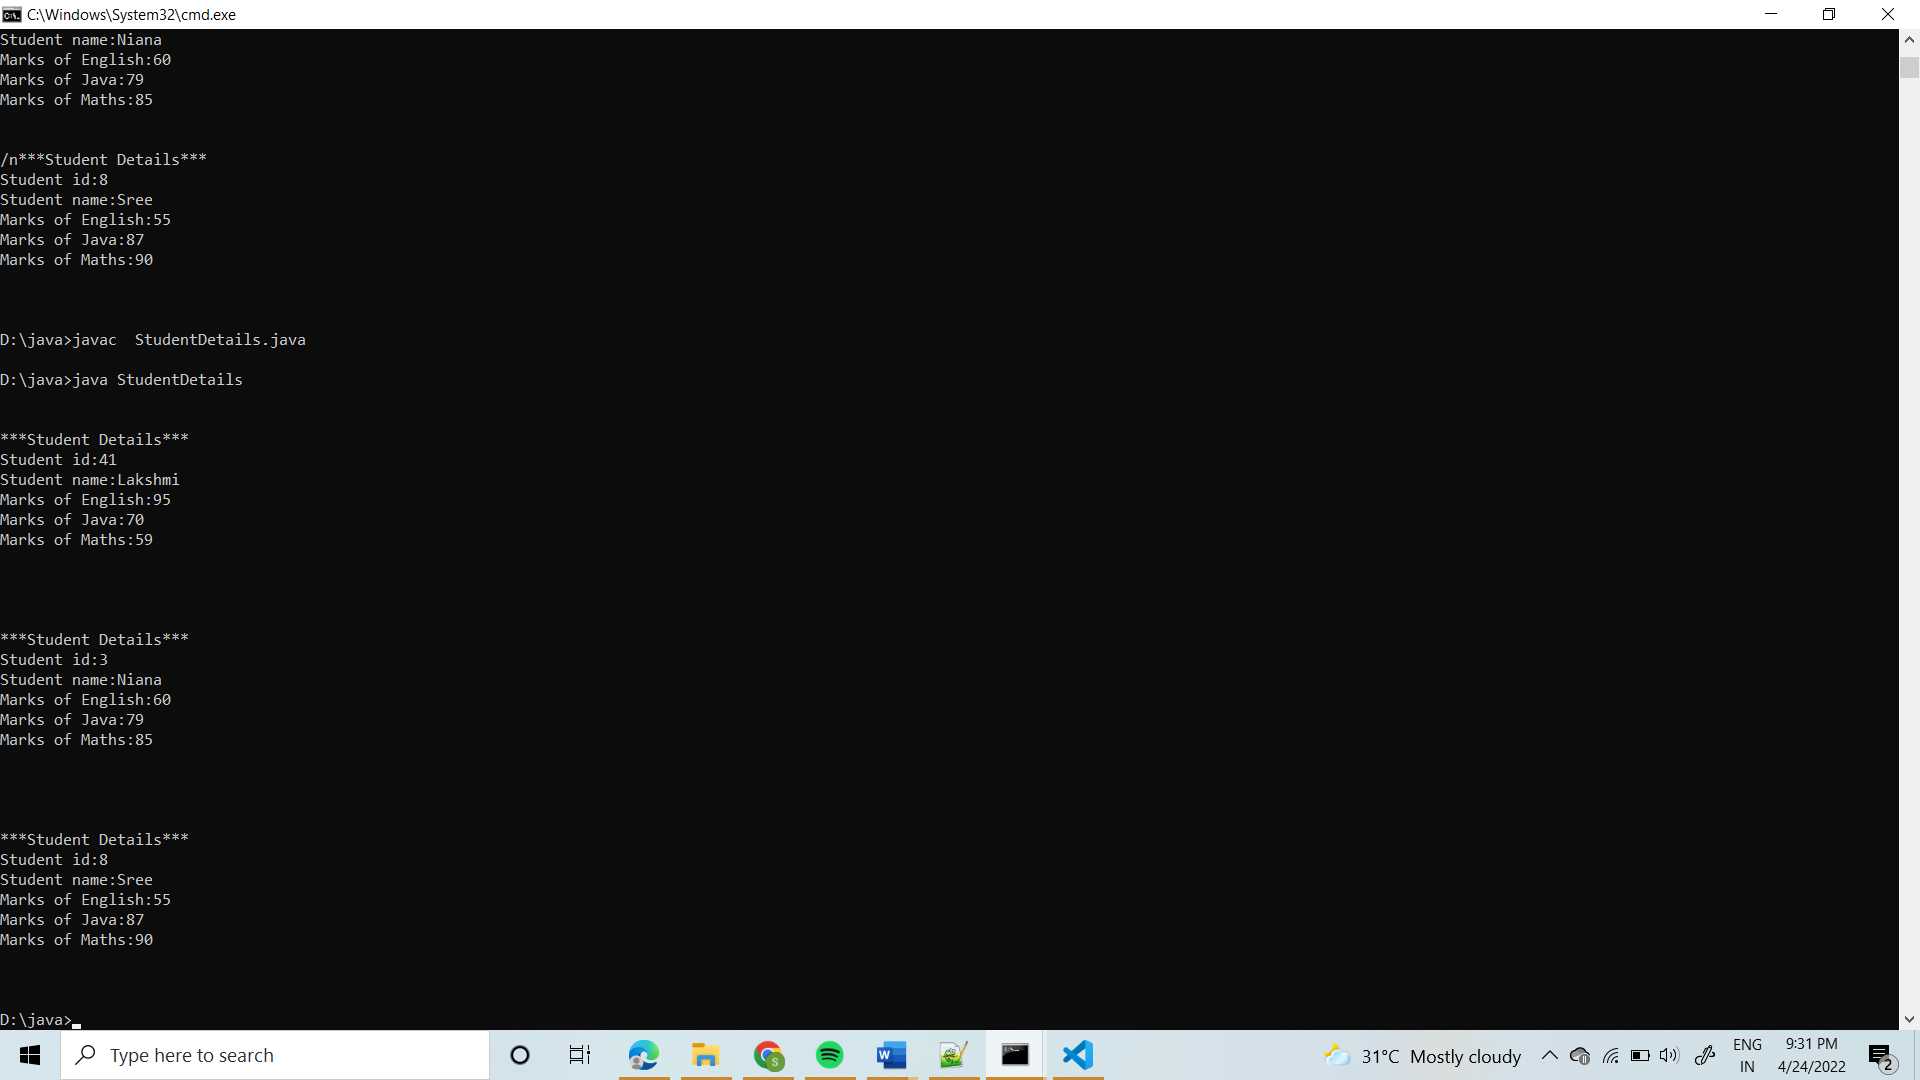 C:\Windows\System32\cmd.exe
Student name:Niana
Marks of English:60
Marks of Java:79
Marks of Maths:85
/n***Student Details***
Student id:8
Student name:Sree
Marks of English:55
Marks of Java:87
Marks of Maths:90
D:\java>javac  StudentDetails.java
D:\java>java StudentDetails
***Student Details***
Student id:41
Student name:Lakshmi
Marks of English:95
Marks of Java:70
Marks of Maths:59
***Student Details***
Student id:3
Student name:Niana
Marks of English:60
Marks of Java:79
Marks of Maths:85
***Student Details***
Student id:8
Student name:Sree
Marks of English:55
Marks of Java:87
Marks of Maths:90
D:\java>
Type here to search
31°C Mostly cloudy
ENG
IN
9:31 PM
4/24/2022
2